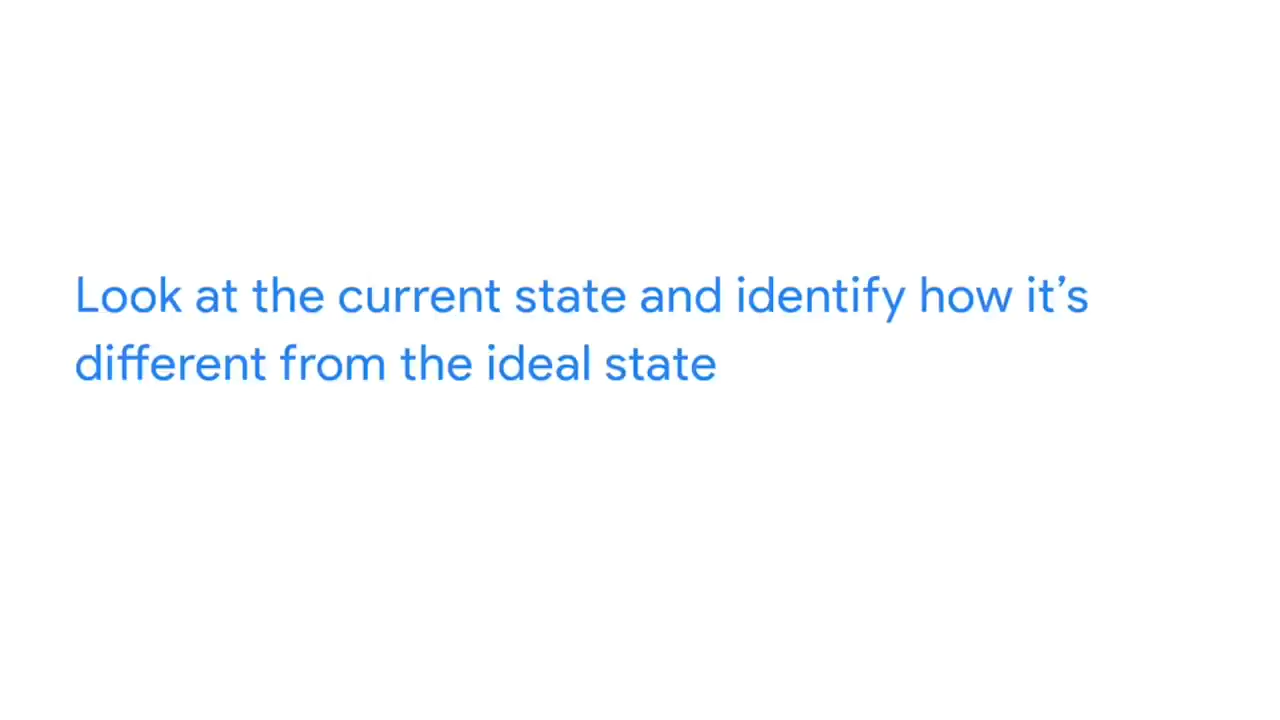 Look at the current state and identify how it’s
different from the ideal state